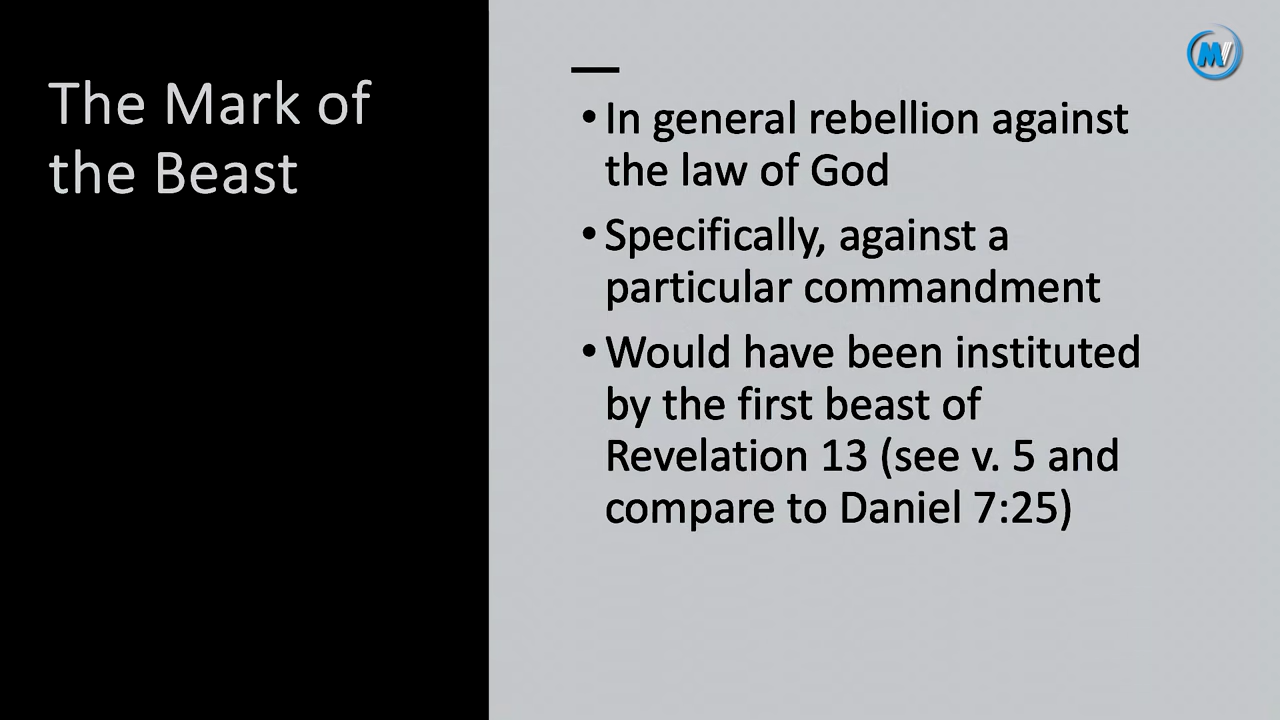 The Mark of
the Beast
• In general rebellion against
the law of God
• Specifically, against a
particular commandment
• Would have been instituted
by the first beast of
Revelation 13 (see v. 5 and
compare to Daniel 7:25)
MV